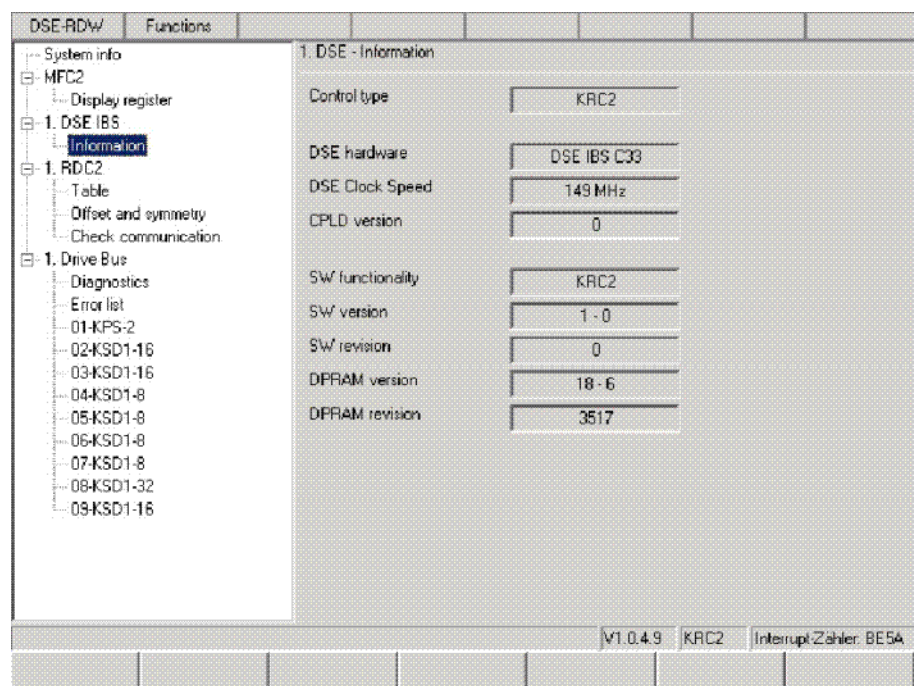 DSE-RDW Functions
System info
MFC2
Display register
1. DSE IBS
Information
1. RDC2
Table
Offset and symmetry
Check communication
1. Drive Bus
Diagnostics
Error list
01-KPS-2
02-KSD1-16
03-KSD1-16
04-KSD1-8
05-KSD1-8
06-KSD1-8
07-KSD1-8
08-KSD1-32
09-KSD1-16
1. DSE - Information
Control type KRC2
DSE hardware DSE IBS C33
DSE Clock Speed 149 MHz
CPLD version 0
SW functionality KRC2
SW version 1 - 0
SW revision 0
DPRAM version 18 - 6
DPRAM revision 3517
V1.0.4.9 KRC2 Interrupt-Zähler: BE5A